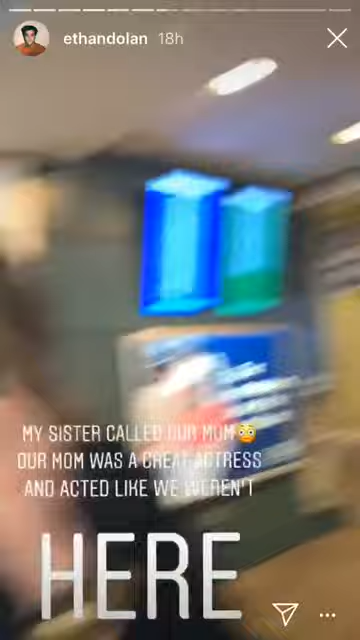 ethandolan 18h
MY SISTER CALLED OUR MOM😳
OUR MOM WAS A GREAT ACTRESS
AND ACTED LIKE WE WEREN'T
HERE